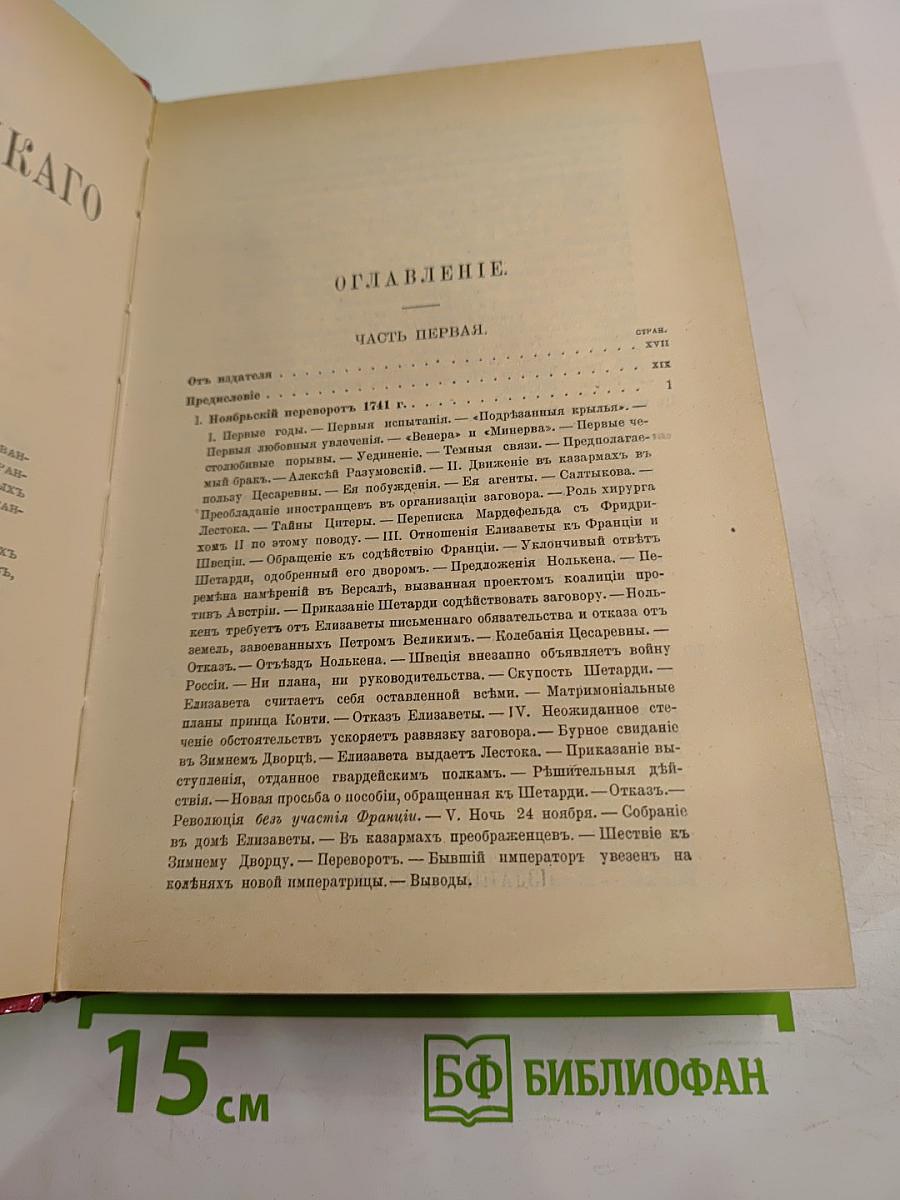 КАГО
ВАН-
РАН-
ЫХЪ
АН-
ХЪ
Ъ,
ОГЛАВЛЕНІЕ.
ЧАСТЬ ПЕРВАЯ.
СТРАН.
Отъ издателя . . . . . . . . . . . . . . . . . . . XVII
Предисловіе . . . . . . . . . . . . . . . . . . . XIX
I. Ноябрьскій переворотъ 1741 г. . . . . . . . . . . . . 1
I. Первые годы. — Первыя испытанія. — «Подрѣзанныя крылья». —
Первыя любовныя увлеченія. — «Венера» и «Минерва». — Первые че-
столюбивые порывы. — Уединеніе. — Темныя связи. — Предполагае-
мый бракъ. — Алексѣй Разумовскій. — II. Движеніе въ казармахъ въ
пользу Цесаревны. — Ея побужденія. — Ея агенты. — Салтыкова. —
Преобладаніе иностранцевъ въ организаціи заговора. — Роль хирурга
Лестока. — Тайны Цитеры. — Переписка Мардефельда съ Фридри-
хомъ II по этому поводу. — III. Отношенія Елизаветы къ Франціи и
Швеціи. — Обращеніе къ содѣйствію Франціи. — Уклончивый отвѣтъ
Шетарди, одобренный его дворомъ. — Предложенія Нолькена. — Пе-
ремѣна намѣреній въ Версалѣ, вызванная проектомъ коалиціи про-
тивъ Австріи. — Приказаніе Шетарди содѣйствовать заговору. — Ноль-
кенъ требуетъ отъ Елизаветы письменнаго обязательства и отказа отъ
земель, завоеванныхъ Петромъ Великимъ. — Колебанія Цесаревны. —
Отказъ. — Отъѣздъ Нолькена. — Швеція внезапно объявляетъ войну
Россіи. — Ни плана, ни руководительства. — Скупость Шетарди. —
Елизавета считаетъ себя оставленной всѣми. — Матримоніальные
планы принца Конти. — Отказъ Елизаветы. — IV. Неожиданное сте-
ченіе обстоятельствъ ускоряетъ развязку заговора. — Бурное свиданіе
въ Зимнемъ Дворцѣ. — Елизавета выдаетъ Лестока. — Приказаніе вы-
ступленія, отданное гвардейскимъ полкамъ. — Рѣшительныя дѣй-
ствія. — Новая просьба о пособіи, обращенная къ Шетарди. — Отказъ. —
Революція безъ участія Франціи. — V. Ночь 24 ноября. — Собраніе
въ домѣ Елизаветы. — Въ казармахъ преображенцевъ. — Шествіе къ
Зимнему Дворцу. — Переворотъ. — Бывшій императоръ увезенъ на
колѣняхъ новой императрицы. — Выводы.
15 см
БФ БИБЛИОФАН